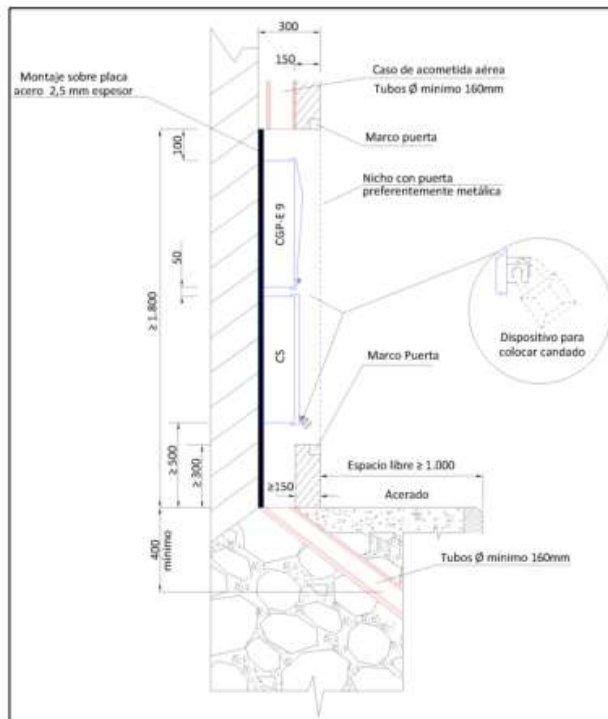 300
150
Montaje sobre placa
acero 2,5 mm espesor
Caso de acometida aérea
Tubos Ø minimo 160mm
Marco puerta
100
Nicho con puerta
preferentemente metálica
CGP-E 9
50
≥ 1.800
CS
Dispositivo para
colocar candado
Marco Puerta
≥ 500
≥ 300
≥150
Espacio libre ≥ 1.000
Acerado
400
mínimo
Tubos Ø minimo 160mm